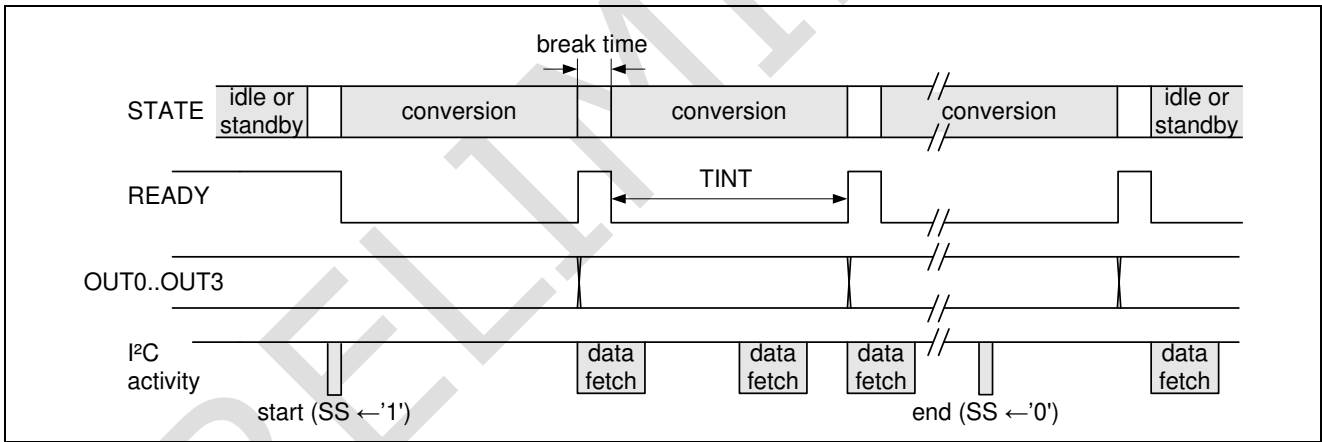 break time
STATE
idle or
standby
conversion
conversion
conversion
idle or
standby
READY
TINT
OUT0..OUT3
I²C
activity
data
fetch
data
fetch
data
fetch
data
fetch
start (SS ←'1')
end (SS ←'0')
PRELIMI